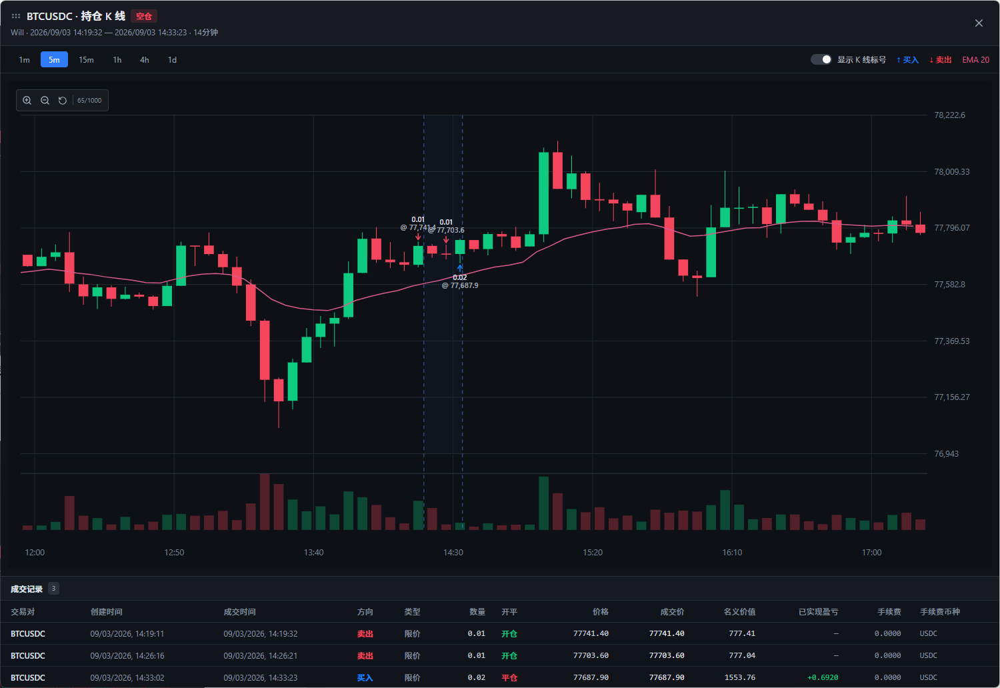 BTCUSDC · 持仓 K 线 空仓
Will · 2026/09/03 14:19:32 — 2026/09/03 14:33:23 · 14分钟
1m 5m 15m 1h 4h 1d
显示 K 线标号 ↑ 买入 ↓ 卖出 EMA 20
65/1000
78,222.6
78,009.33
77,796.07
77,582.8
77,369.53
77,156.27
76,943
0.01
@ 77,741.4
0.01
@ 77,703.6
0.02
@ 77,687.9
12:00 12:50 13:40 14:30 15:20 16:10 17:00
成交记录 3
交易对 创建时间 成交时间 方向 类型 数量 开平 价格 成交价 名义价值 已实现盈亏 手续费 手续费币种
BTCUSDC 09/03/2026, 14:19:11 09/03/2026, 14:19:32 卖出 限价 0.01 开仓 77741.40 77741.40 777.41 — 0.0000 USDC
BTCUSDC 09/03/2026, 14:26:16 09/03/2026, 14:26:21 卖出 限价 0.01 开仓 77703.60 77703.60 777.04 — 0.0000 USDC
BTCUSDC 09/03/2026, 14:33:02 09/03/2026, 14:33:23 买入 限价 0.02 平仓 77687.90 77687.90 1553.76 +0.6920 0.0000 USDC